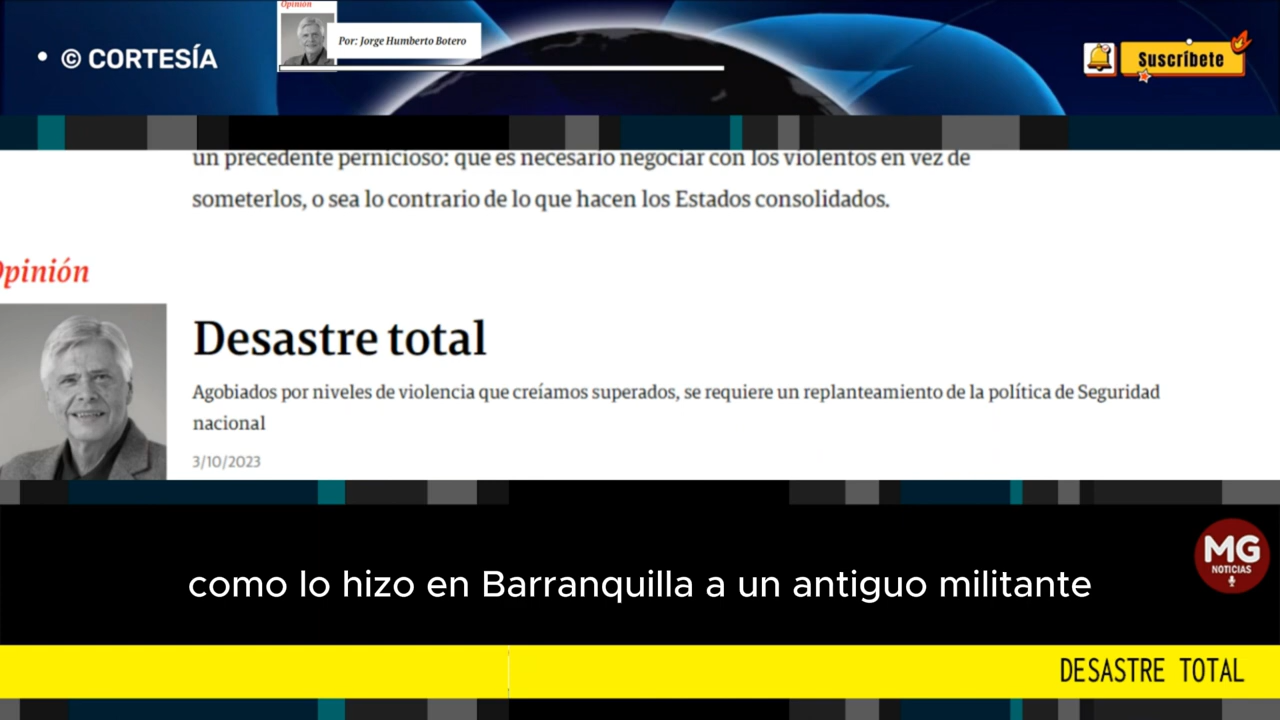 Opinión
Por: Jorge Humberto Botero
• © CORTESÍA
Suscríbete
un precedente pernicioso: que es necesario negociar con los violentos en vez de
someterlos, o sea lo contrario de lo que hacen los Estados consolidados.
Opinión
Desastre total
Agobiados por niveles de violencia que creíamos superados, se requiere un replanteamiento de la política de Seguridad
nacional
3/10/2023
MG
NOTICIAS
como lo hizo en Barranquilla a un antiguo militante
DESASTRE TOTAL